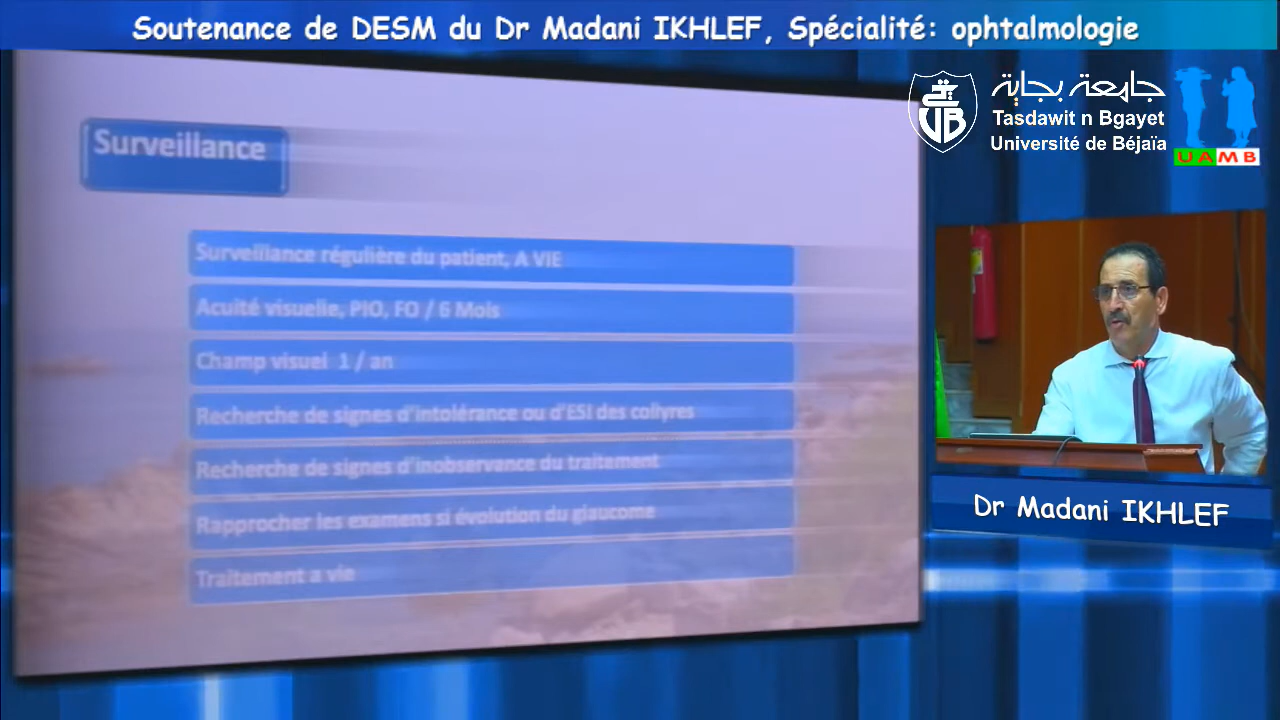 Soutenance de DESM du Dr Madani IKHLEF, Spécialité: ophtalmologie
جامعة بجاية
Tasdawit n Bgayet
Université de Béjaïa
UAMB
Surveillance
Surveillance régulière du patient, A VIE
Acuité visuelle, PIO, FO / 6 Mois
Champ visuel 1 / an
Recherche de signes d'intolérance ou d'ESI des collyres
Recherche de signes d'inobservance du traitement
Rapprocher les examens si évolution du glaucome
Traitement a vie
Dr Madani IKHLEF